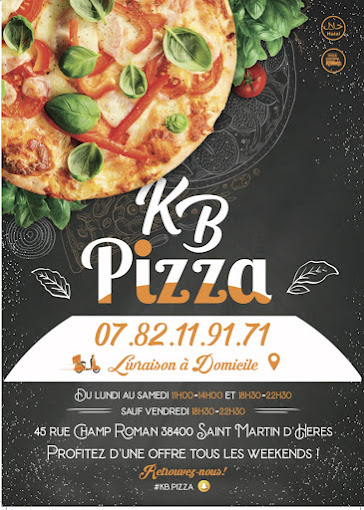 حلال
Halal
KB
Pizza
07.82.11.91.71
Livraison à Domicile
Du lundi au samedi 11h00-14h00 et 18h30-22h30
sauf vendredi 18h30-22h30
45 rue Champ Roman 38400 Saint Martin d'Heres
Profitez d'une offre tous les weekends !
Retrouvez-nous!
#KB.PIZZA